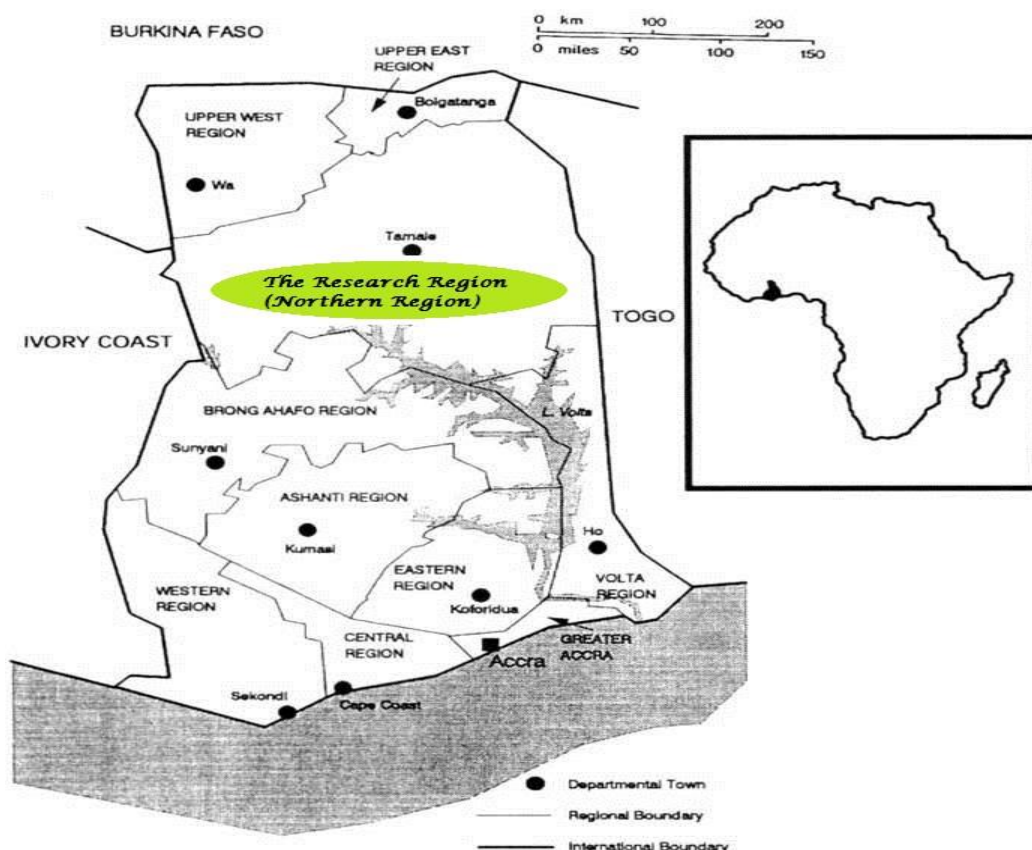 BURKINA FASO
0 km 100 200
0 miles 50 100 150
UPPER EAST
REGION
Bolgatanga
UPPER WEST
REGION
Wa
Tamale
The Research Region
(Northern Region)
TOGO
IVORY COAST
BRONG AHAFO REGION
L. Volta
Sunyani
ASHANTI REGION
Kumasi
Ho
EASTERN
REGION
VOLTA
REGION
WESTERN
REGION
Koforidua
CENTRAL
REGION
GREATER
ACCRA
Accra
Sekondi
Cape Coast
Departmental Town
Regional Boundary
International Boundary